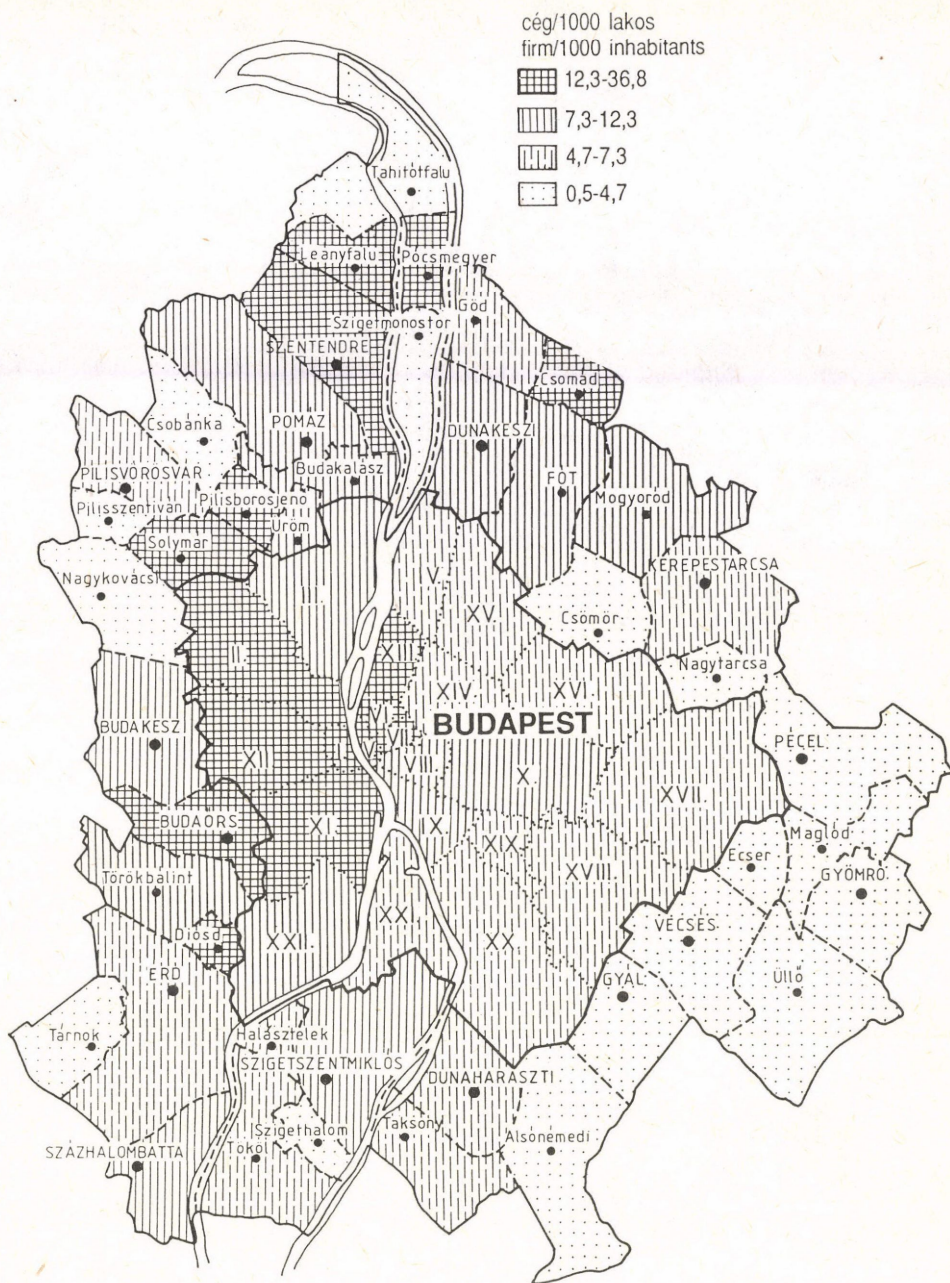 cég/1000 lakos
firm/1000 inhabitants
12,3-36,8
7,3-12,3
4,7-7,3
0,5-4,7
Tahitótfalu
Leányfalu
Pócsmegyer
Göd
Szigetmonostor
SZENTENDRE
Csomád
Csobánka
POMÁZ
DUNAKESZI
PILISVÖRÖSVÁR
Budakalász
FÓT
Mogyoród
Pilisszentiván
Pilisborosjenő
Üröm
Solymár
KEREPESTARCSA
Nagykovácsi
III.
V.
XV.
Csömör
II.
XIII
Nagytarcsa
XIV.
XVI.
BUDAKESZI
VI.
BUDAPEST
PÉCEL
XII.
V.
VIII.
X.
XVII.
BUDAÖRS
XI.
IX.
XIX.
Maglód
Ecser
Törökbálint
XVIII.
GYÖMRŐ
Diósd
XXII.
XXI.
XX.
VECSÉS
ÉRD
GYÁL
Üllő
Tárnok
Halásztelek
SZIGETSZENTMIKLÓS
DUNAHARASZTI
Szigethalom
Taksony
SZÁZHALOMBATTA
Tököl
Alsónémedi